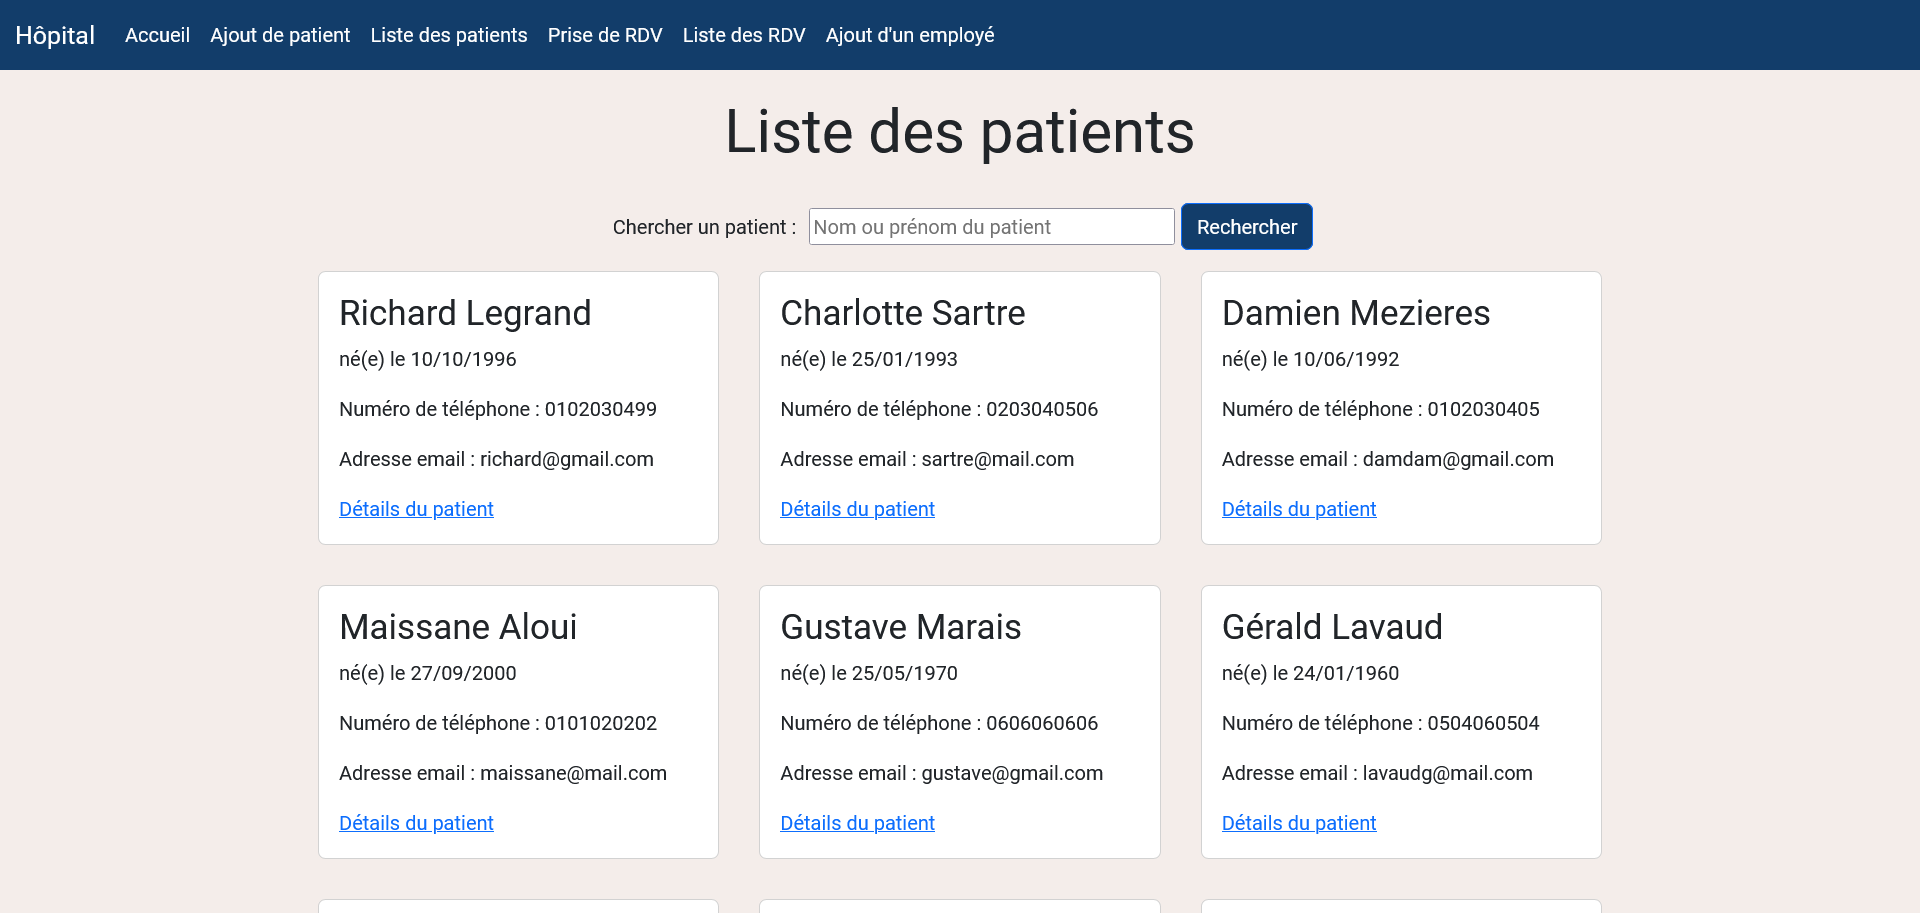 Hôpital Accueil Ajout de patient Liste des patients Prise de RDV Liste des RDV Ajout d'un employé
Liste des patients
Chercher un patient : Nom ou prénom du patient Rechercher
Richard Legrand
né(e) le 10/10/1996
Numéro de téléphone : 0102030499
Adresse email : richard@gmail.com
Détails du patient
Charlotte Sartre
né(e) le 25/01/1993
Numéro de téléphone : 0203040506
Adresse email : sartre@mail.com
Détails du patient
Damien Mezieres
né(e) le 10/06/1992
Numéro de téléphone : 0102030405
Adresse email : damdam@gmail.com
Détails du patient
Maissane Aloui
né(e) le 27/09/2000
Numéro de téléphone : 0101020202
Adresse email : maissane@mail.com
Détails du patient
Gustave Marais
né(e) le 25/05/1970
Numéro de téléphone : 0606060606
Adresse email : gustave@gmail.com
Détails du patient
Gérald Lavaud
né(e) le 24/01/1960
Numéro de téléphone : 0504060504
Adresse email : lavaudg@mail.com
Détails du patient